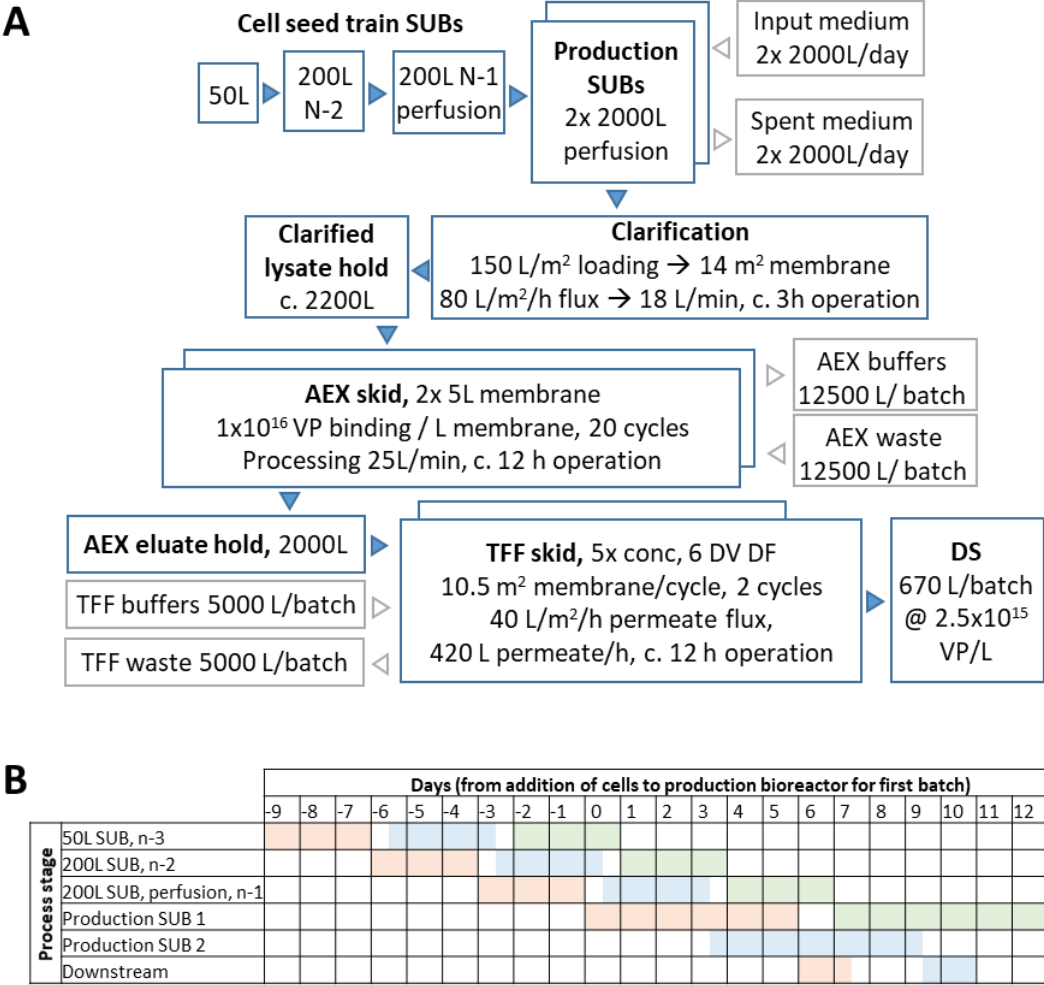 A
Cell seed train SUBs
50L
200L
N-2
200L N-1
perfusion
Production
SUBs
2x 2000L
perfusion
Input medium
2x 2000L/day
Spent medium
2x 2000L/day
Clarified
lysate hold
c. 2200L
Clarification
150 L/m² loading → 14 m² membrane
80 L/m²/h flux → 18 L/min, c. 3h operation
AEX skid, 2x 5L membrane
1x10¹⁶ VP binding / L membrane, 20 cycles
Processing 25L/min, c. 12 h operation
AEX buffers
12500 L/ batch
AEX waste
12500 L/ batch
AEX eluate hold, 2000L
TFF buffers 5000 L/batch
TFF waste 5000 L/batch
TFF skid, 5x conc, 6 DV DF
10.5 m² membrane/cycle, 2 cycles
40 L/m²/h permeate flux,
420 L permeate/h, c. 12 h operation
DS
670 L/batch
@ 2.5x10¹⁵
VP/L
B
Days (from addition of cells to production bioreactor for first batch)
-9 -8 -7 -6 -5 -4 -3 -2 -1 0 1 2 3 4 5 6 7 8 9 10 11 12
Process stage
50L SUB, n-3
200L SUB, n-2
200L SUB, perfusion, n-1
Production SUB 1
Production SUB 2
Downstream